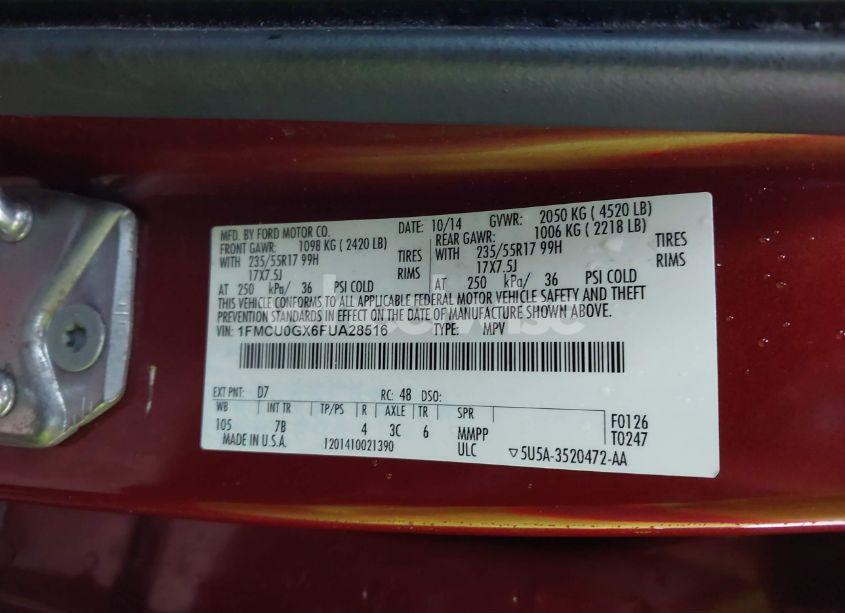 MFD. BY FORD MOTOR CO. DATE: 10/14 GVWR: 2050 KG ( 4520 LB)
FRONT GAWR: 1098 KG ( 2420 LB) REAR GAWR: 1006 KG ( 2218 LB)
WITH 235/55R17 99H TIRES WITH 235/55R17 99H TIRES
17X7.5J RIMS 17X7.5J RIMS
AT 250 kPa/ 36 PSI COLD AT 250 kPa/ 36 PSI COLD
THIS VEHICLE CONFORMS TO ALL APPLICABLE FEDERAL MOTOR VEHICLE SAFETY AND THEFT
PREVENTION STANDARDS IN EFFECT ON THE DATE OF MANUFACTURE SHOWN ABOVE.
VIN: 1FMCU0GX6FUA28516 TYPE: MPV
EXT PNT: D7 RC: 48 DSO:
WB INT TR TP/PS R AXLE TR SPR
105 7B 4 3C 6 MMPP F0126
MADE IN U.S.A. 1201410021390 ULC ▽5U5A-3520472-AA T0247